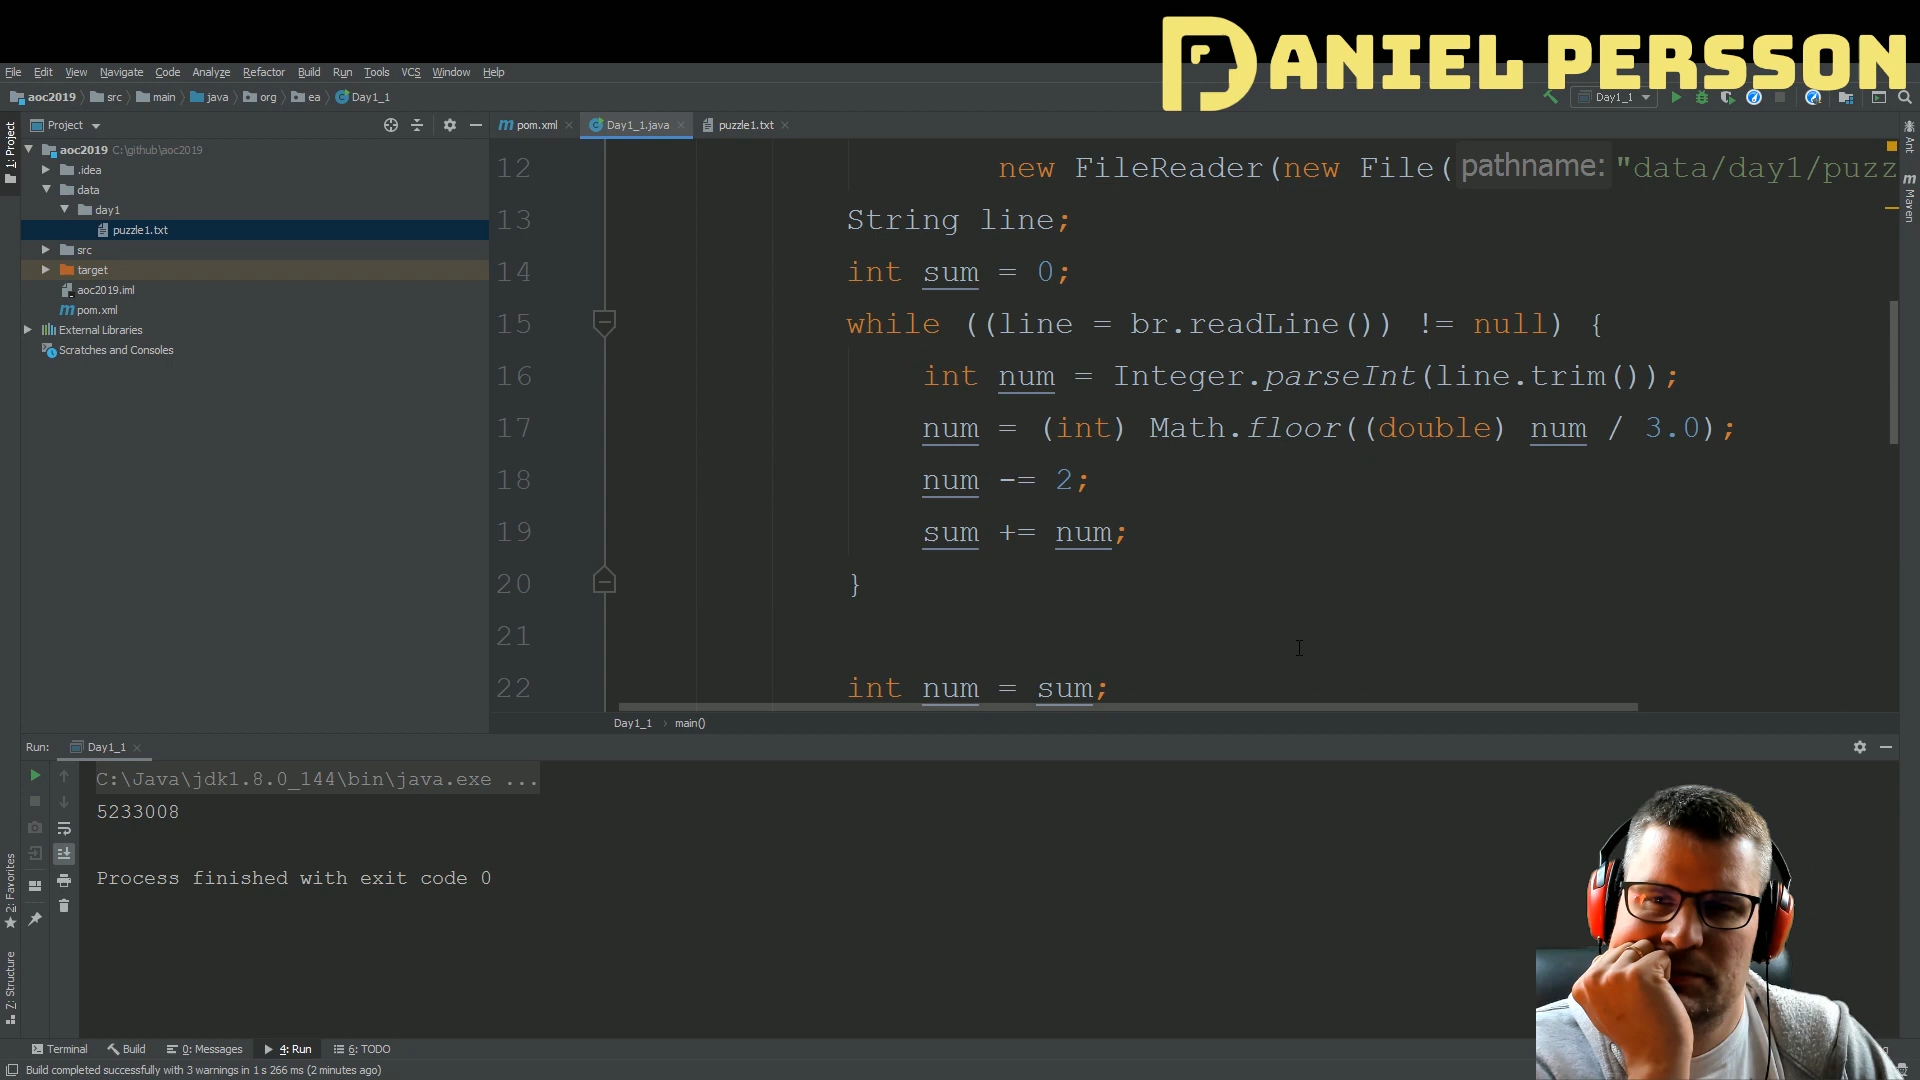 DANIEL PERSSON
File Edit View Navigate Code Analyze Refactor Build Run Tools VCS Window Help
aoc2019 src main java org ea Day1_1
Day1_1
Project
pom.xml Day1_1.java puzzle1.txt
1: Project
Ant
Maven
aoc2019 C:\github\aoc2019
.idea
data
day1
puzzle1.txt
src
target
aoc2019.iml
pom.xml
External Libraries
Scratches and Consoles
12 new FileReader(new File( pathname: "data/day1/puzz
13 String line;
14 int sum = 0;
15 while ((line = br.readLine()) != null) {
16 int num = Integer.parseInt(line.trim());
17 num = (int) Math.floor((double) num / 3.0);
18 num -= 2;
19 sum += num;
20 }
21
22 int num = sum;
Day1_1 › main()
Run: Day1_1
C:\Java\jdk1.8.0_144\bin\java.exe ...
5233008
Process finished with exit code 0
2: Favorites
7: Structure
Terminal Build 0: Messages 4: Run 6: TODO
Build completed successfully with 3 warnings in 1 s 266 ms (2 minutes ago)